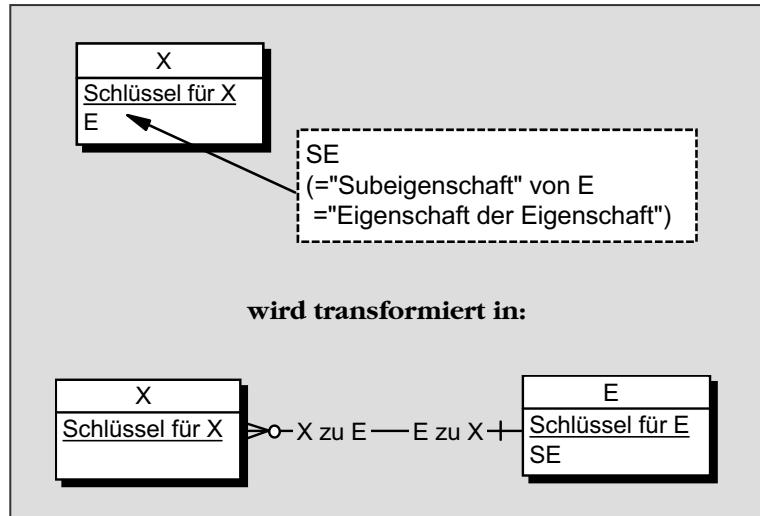 X
Schlüssel für X
E
SE
(="Subeigenschaft" von E
="Eigenschaft der Eigenschaft")
wird transformiert in:
X
Schlüssel für X
X zu E
E zu X
E
Schlüssel für E
SE